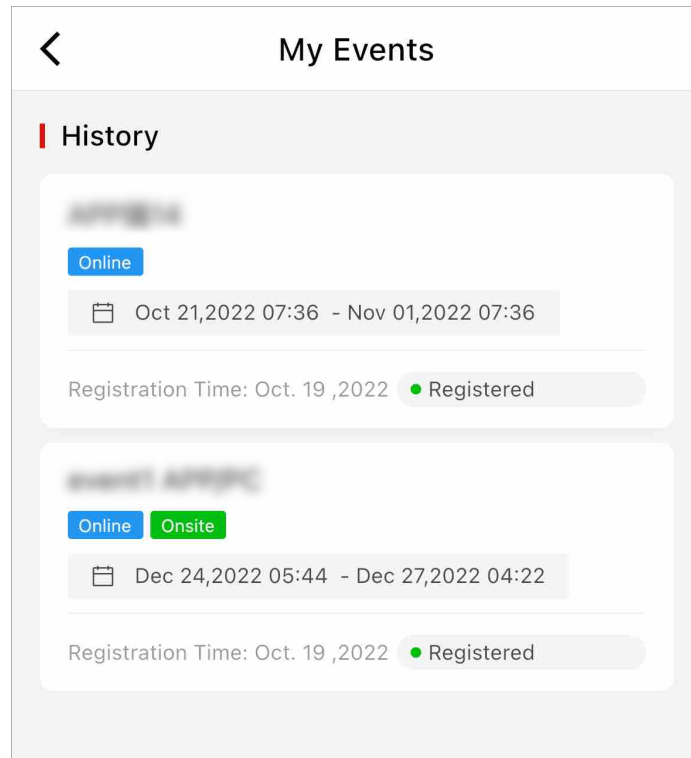 My Events
History
Online
Oct 21,2022 07:36 - Nov 01,2022 07:36
Registration Time: Oct. 19 ,2022 Registered
Online Onsite
Dec 24,2022 05:44 - Dec 27,2022 04:22
Registration Time: Oct. 19 ,2022 Registered